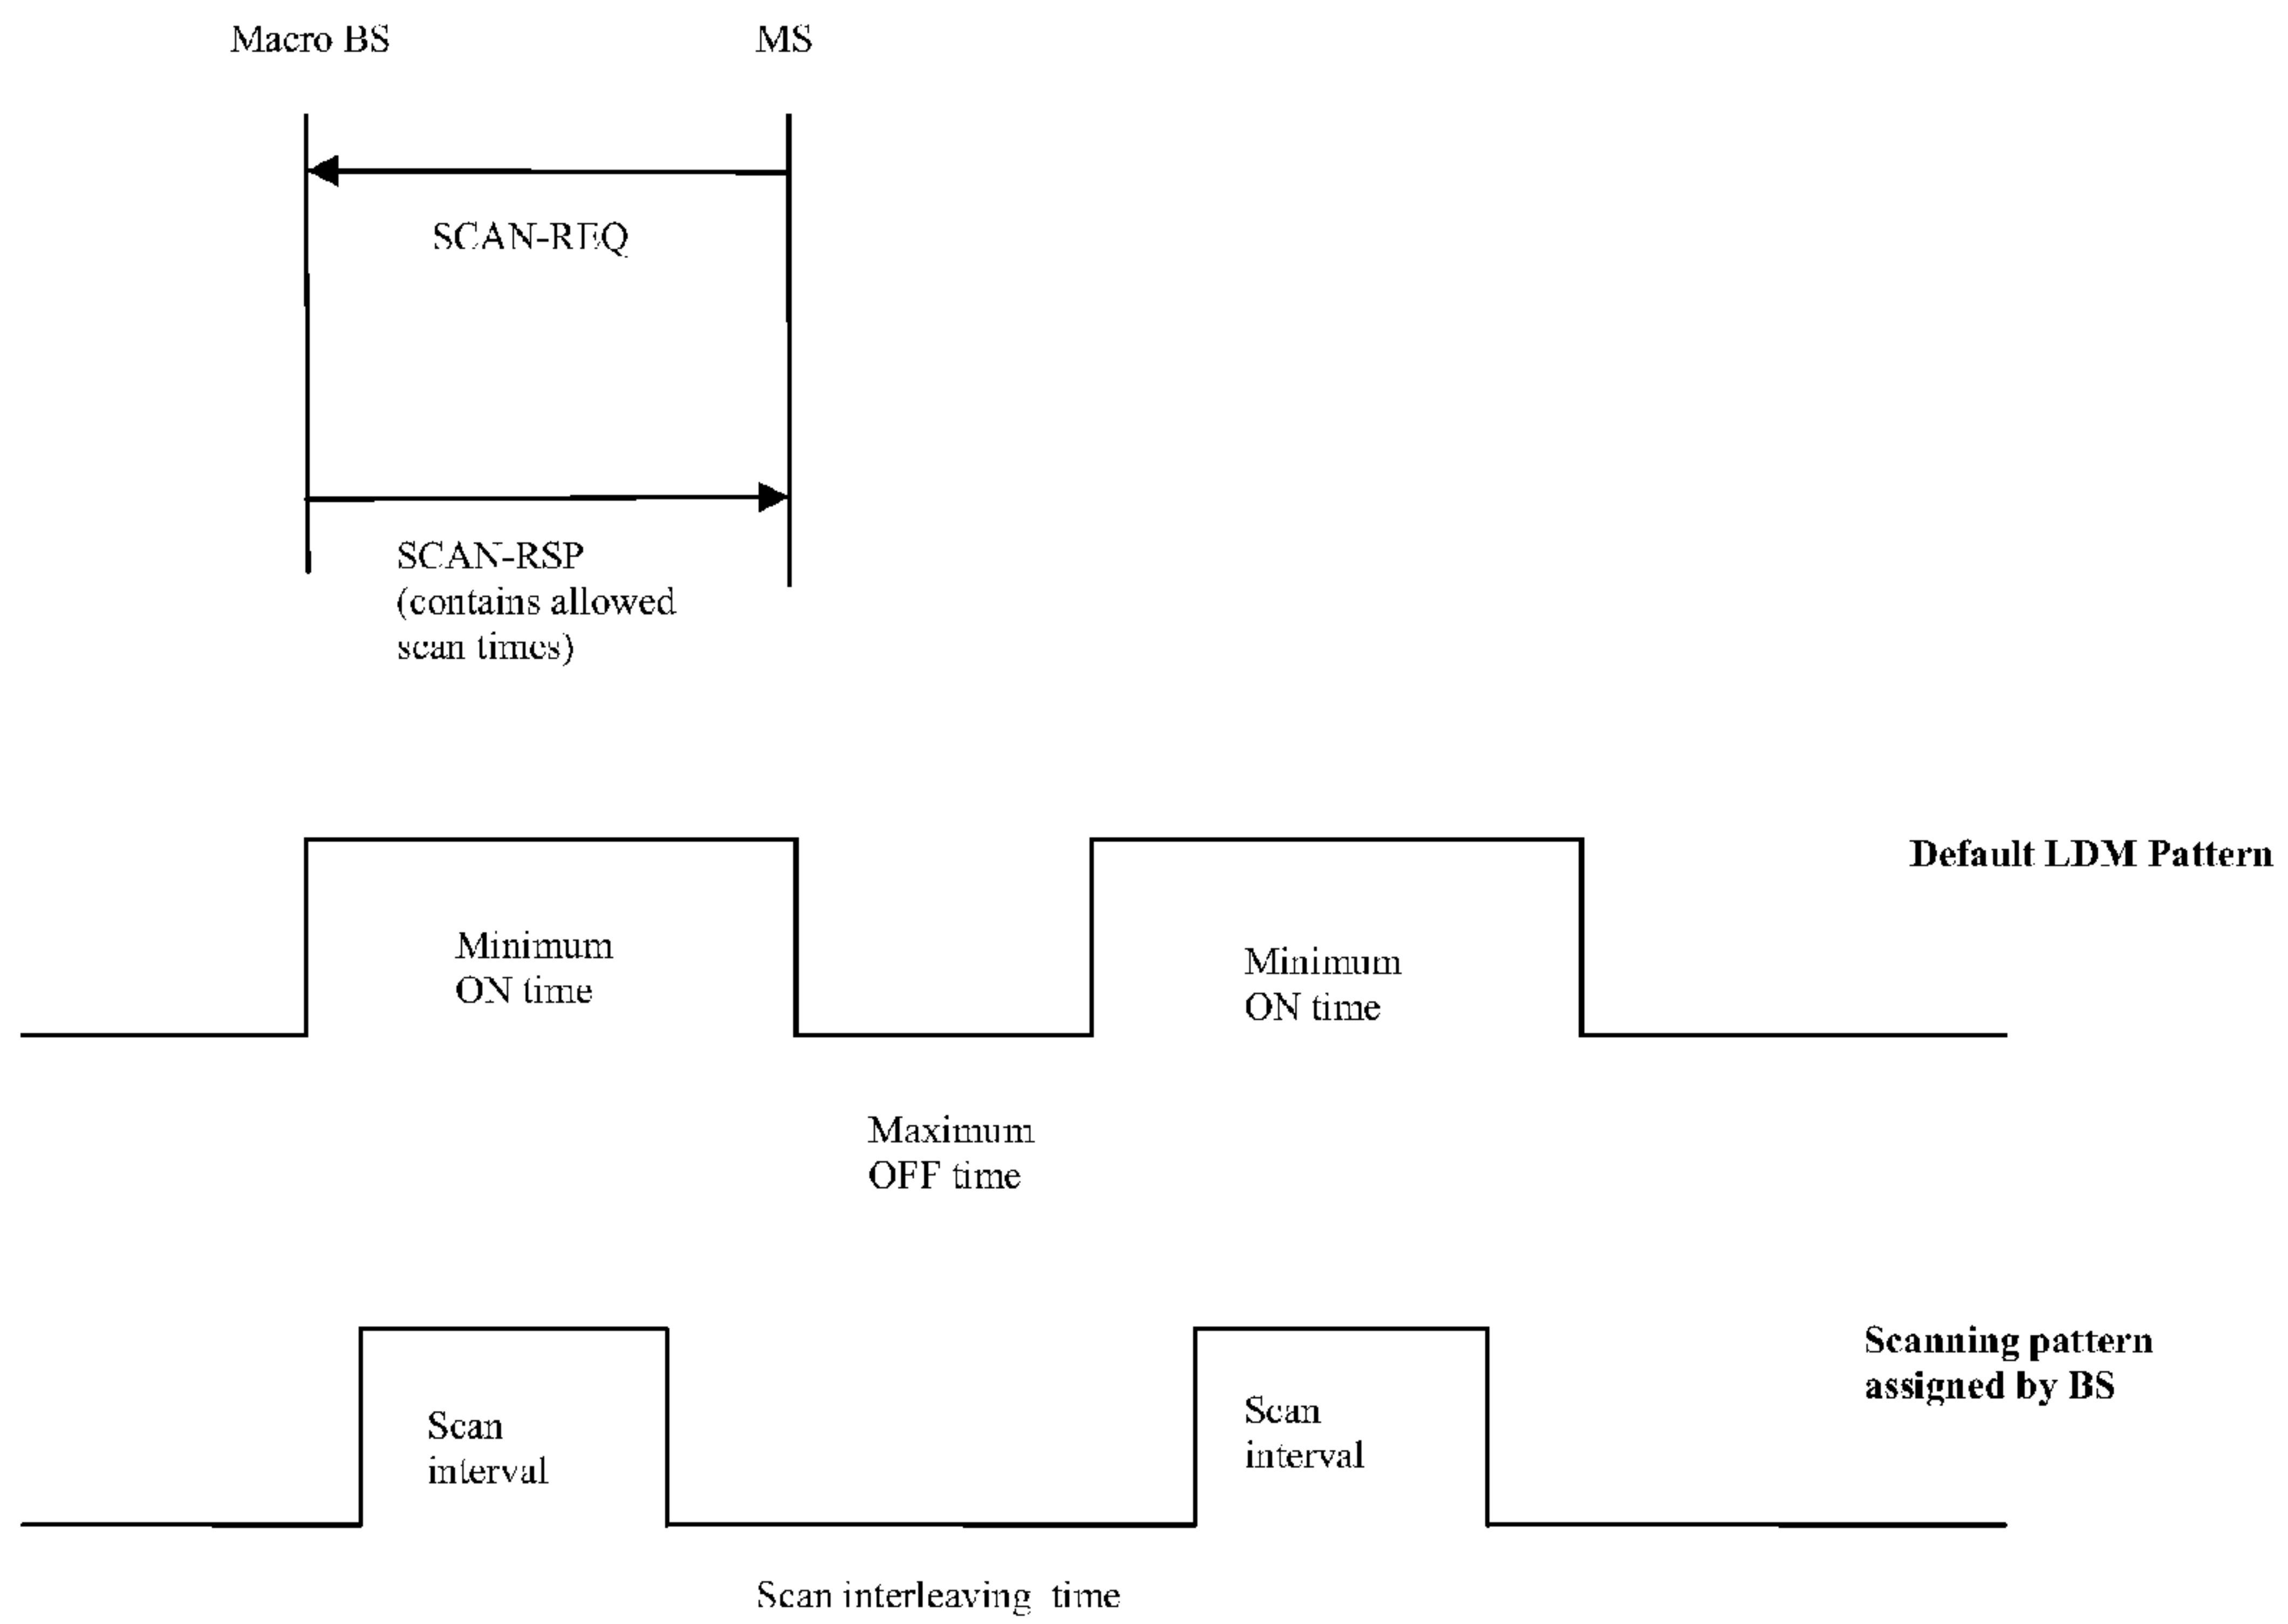 Macro BS
MS
SCAN-REQ
SCAN-RSP
(contains allowed
scan times)
Default LDM Pattern
Minimum
ON time
Minimum
ON time
Maximum
OFF time
Scanning pattern
assigned by BS
Scan
interval
Scan
interval
Scan interleaving time